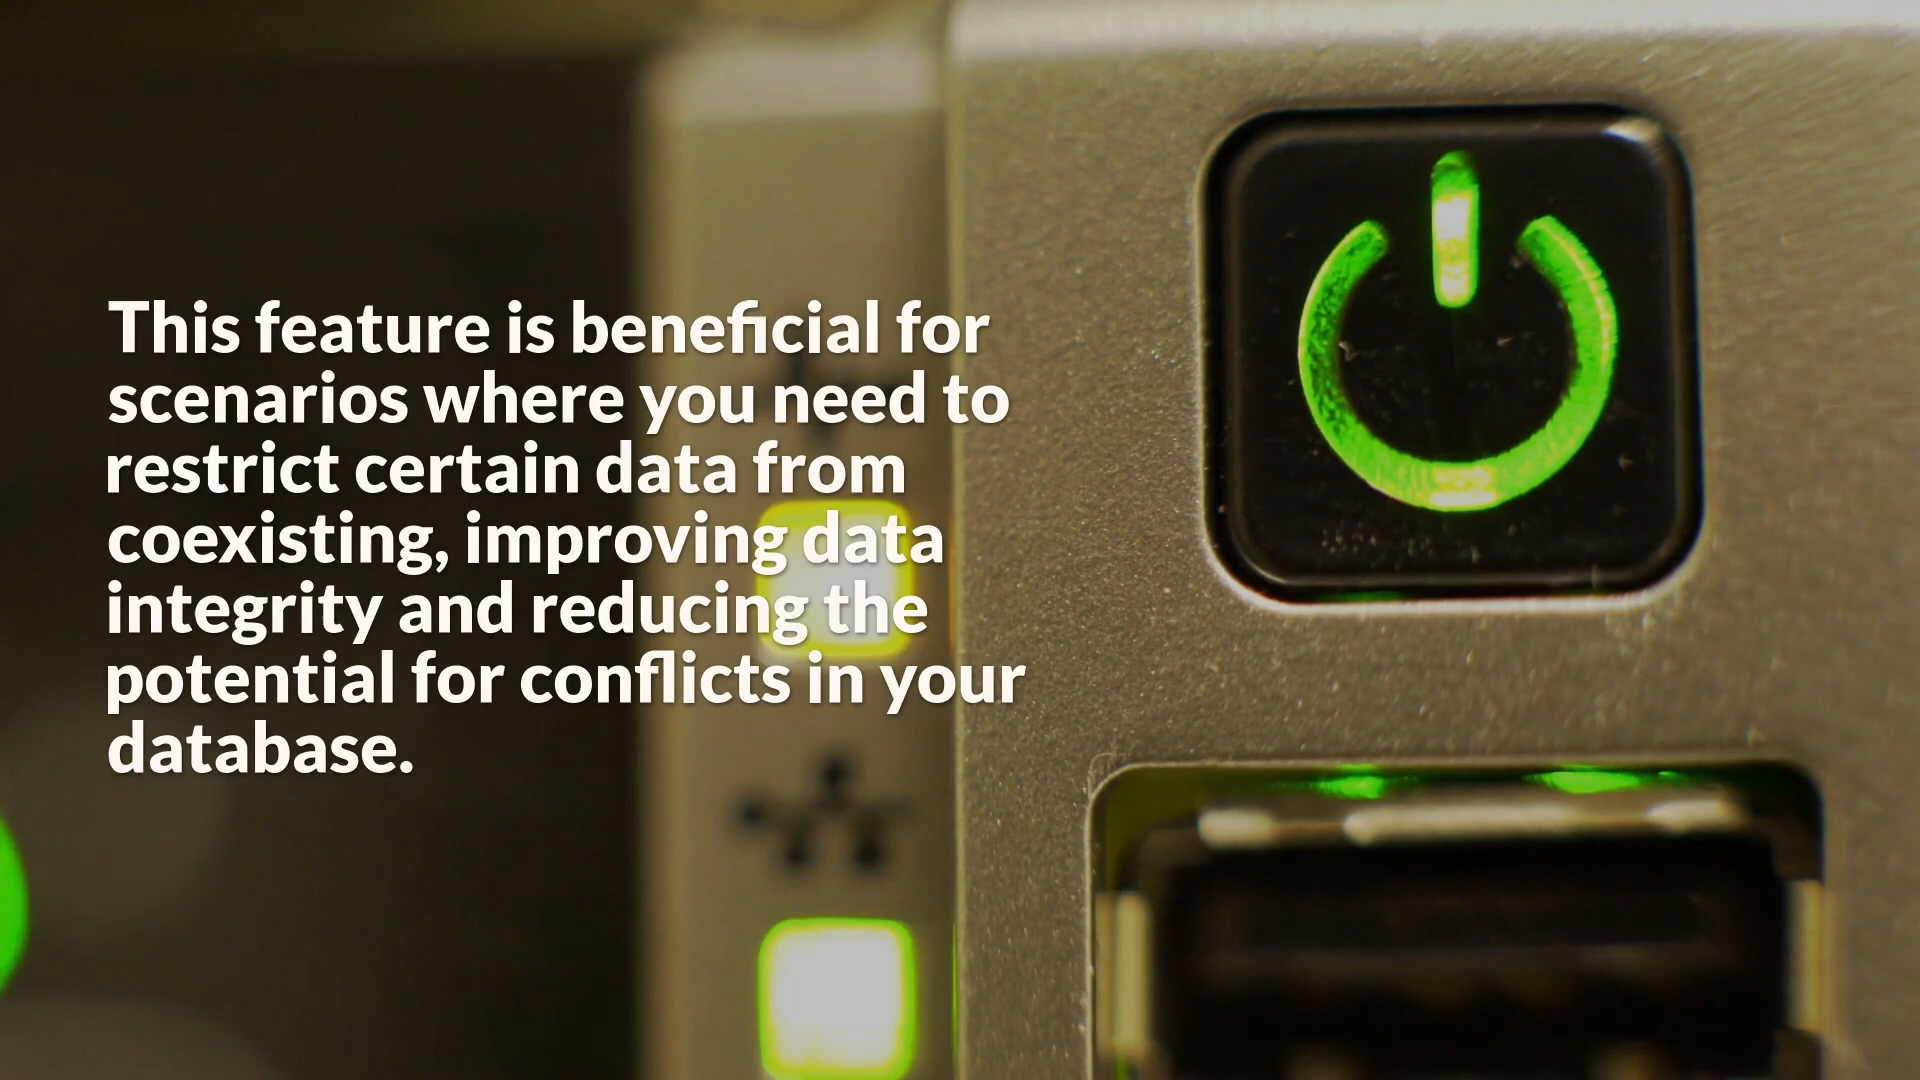 This feature is beneficial for
scenarios where you need to
restrict certain data from
coexisting, improving data
integrity and reducing the
potential for conflicts in your
database.